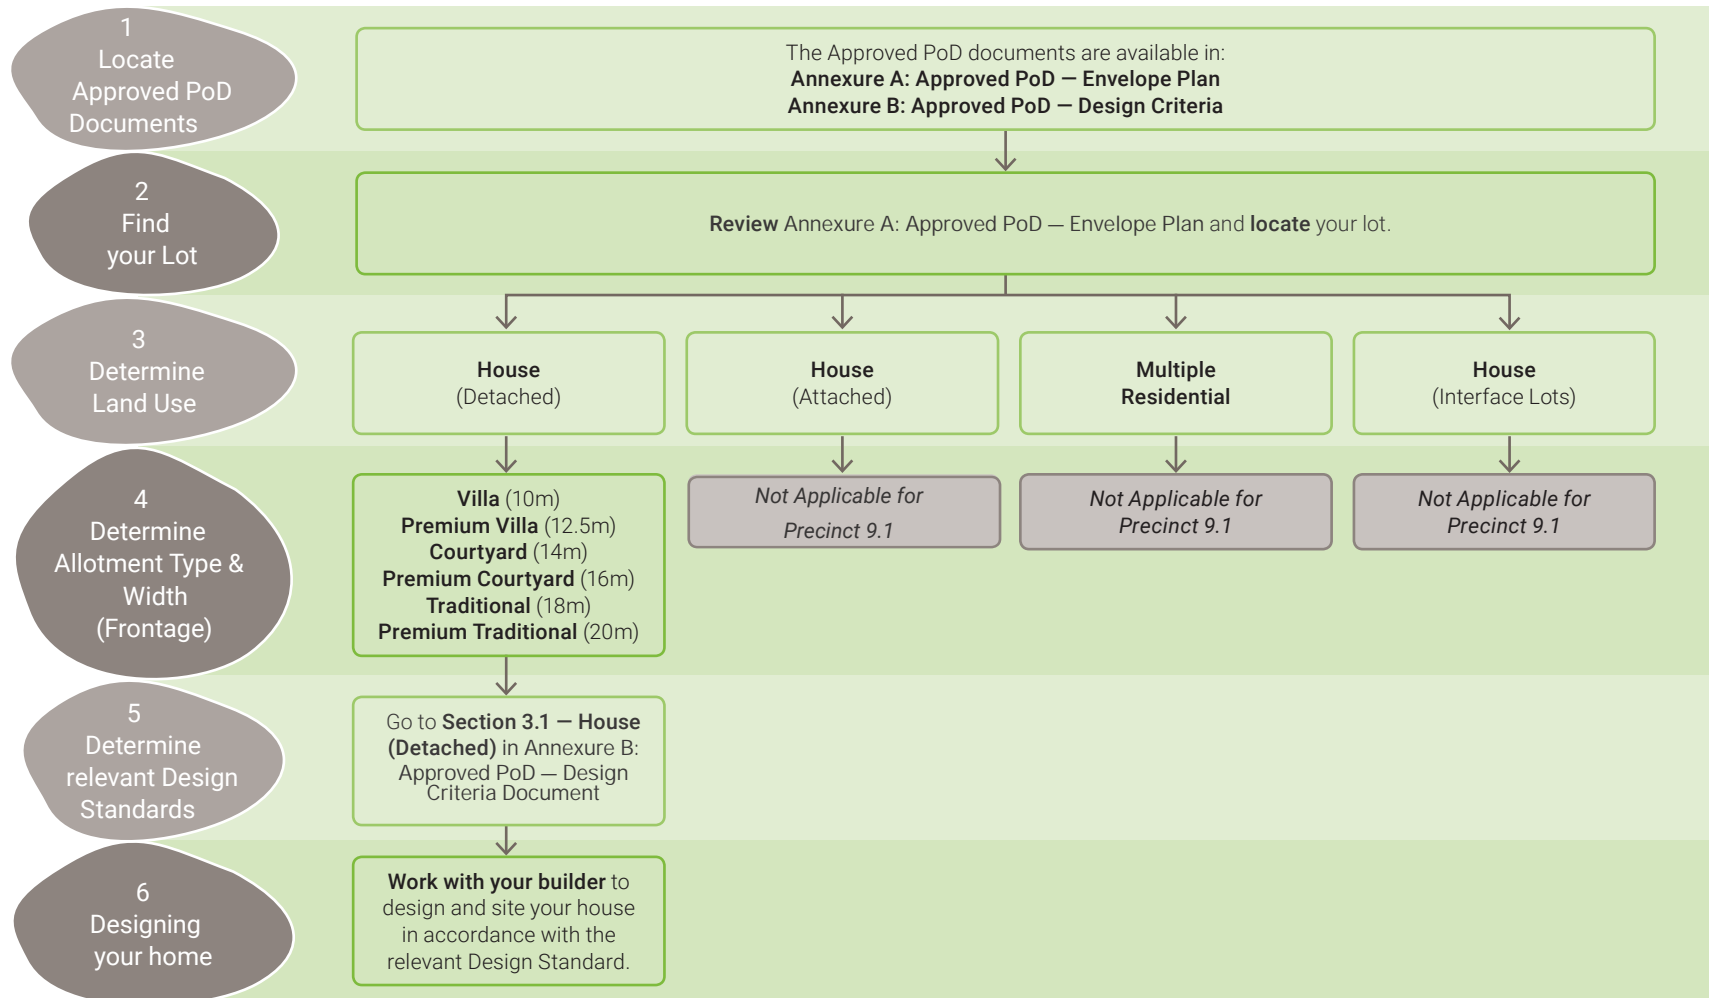 1
Locate
Approved PoD
Documents
The Approved PoD documents are available in:
Annexure A: Approved PoD — Envelope Plan
Annexure B: Approved PoD — Design Criteria
2
Find
your Lot
Review Annexure A: Approved PoD — Envelope Plan and locate your lot.
3
Determine
Land Use
House
(Detached)
House
(Attached)
Multiple
Residential
House
(Interface Lots)
4
Determine
Allotment Type &
Width
(Frontage)
Villa (10m)
Premium Villa (12.5m)
Courtyard (14m)
Premium Courtyard (16m)
Traditional (18m)
Premium Traditional (20m)
Not Applicable for
Precinct 9.1
Not Applicable for
Precinct 9.1
Not Applicable for
Precinct 9.1
5
Determine
relevant Design
Standards
Go to Section 3.1 — House
(Detached) in Annexure B:
Approved PoD — Design
Criteria Document
6
Designing
your home
Work with your builder to
design and site your house
in accordance with the
relevant Design Standard.